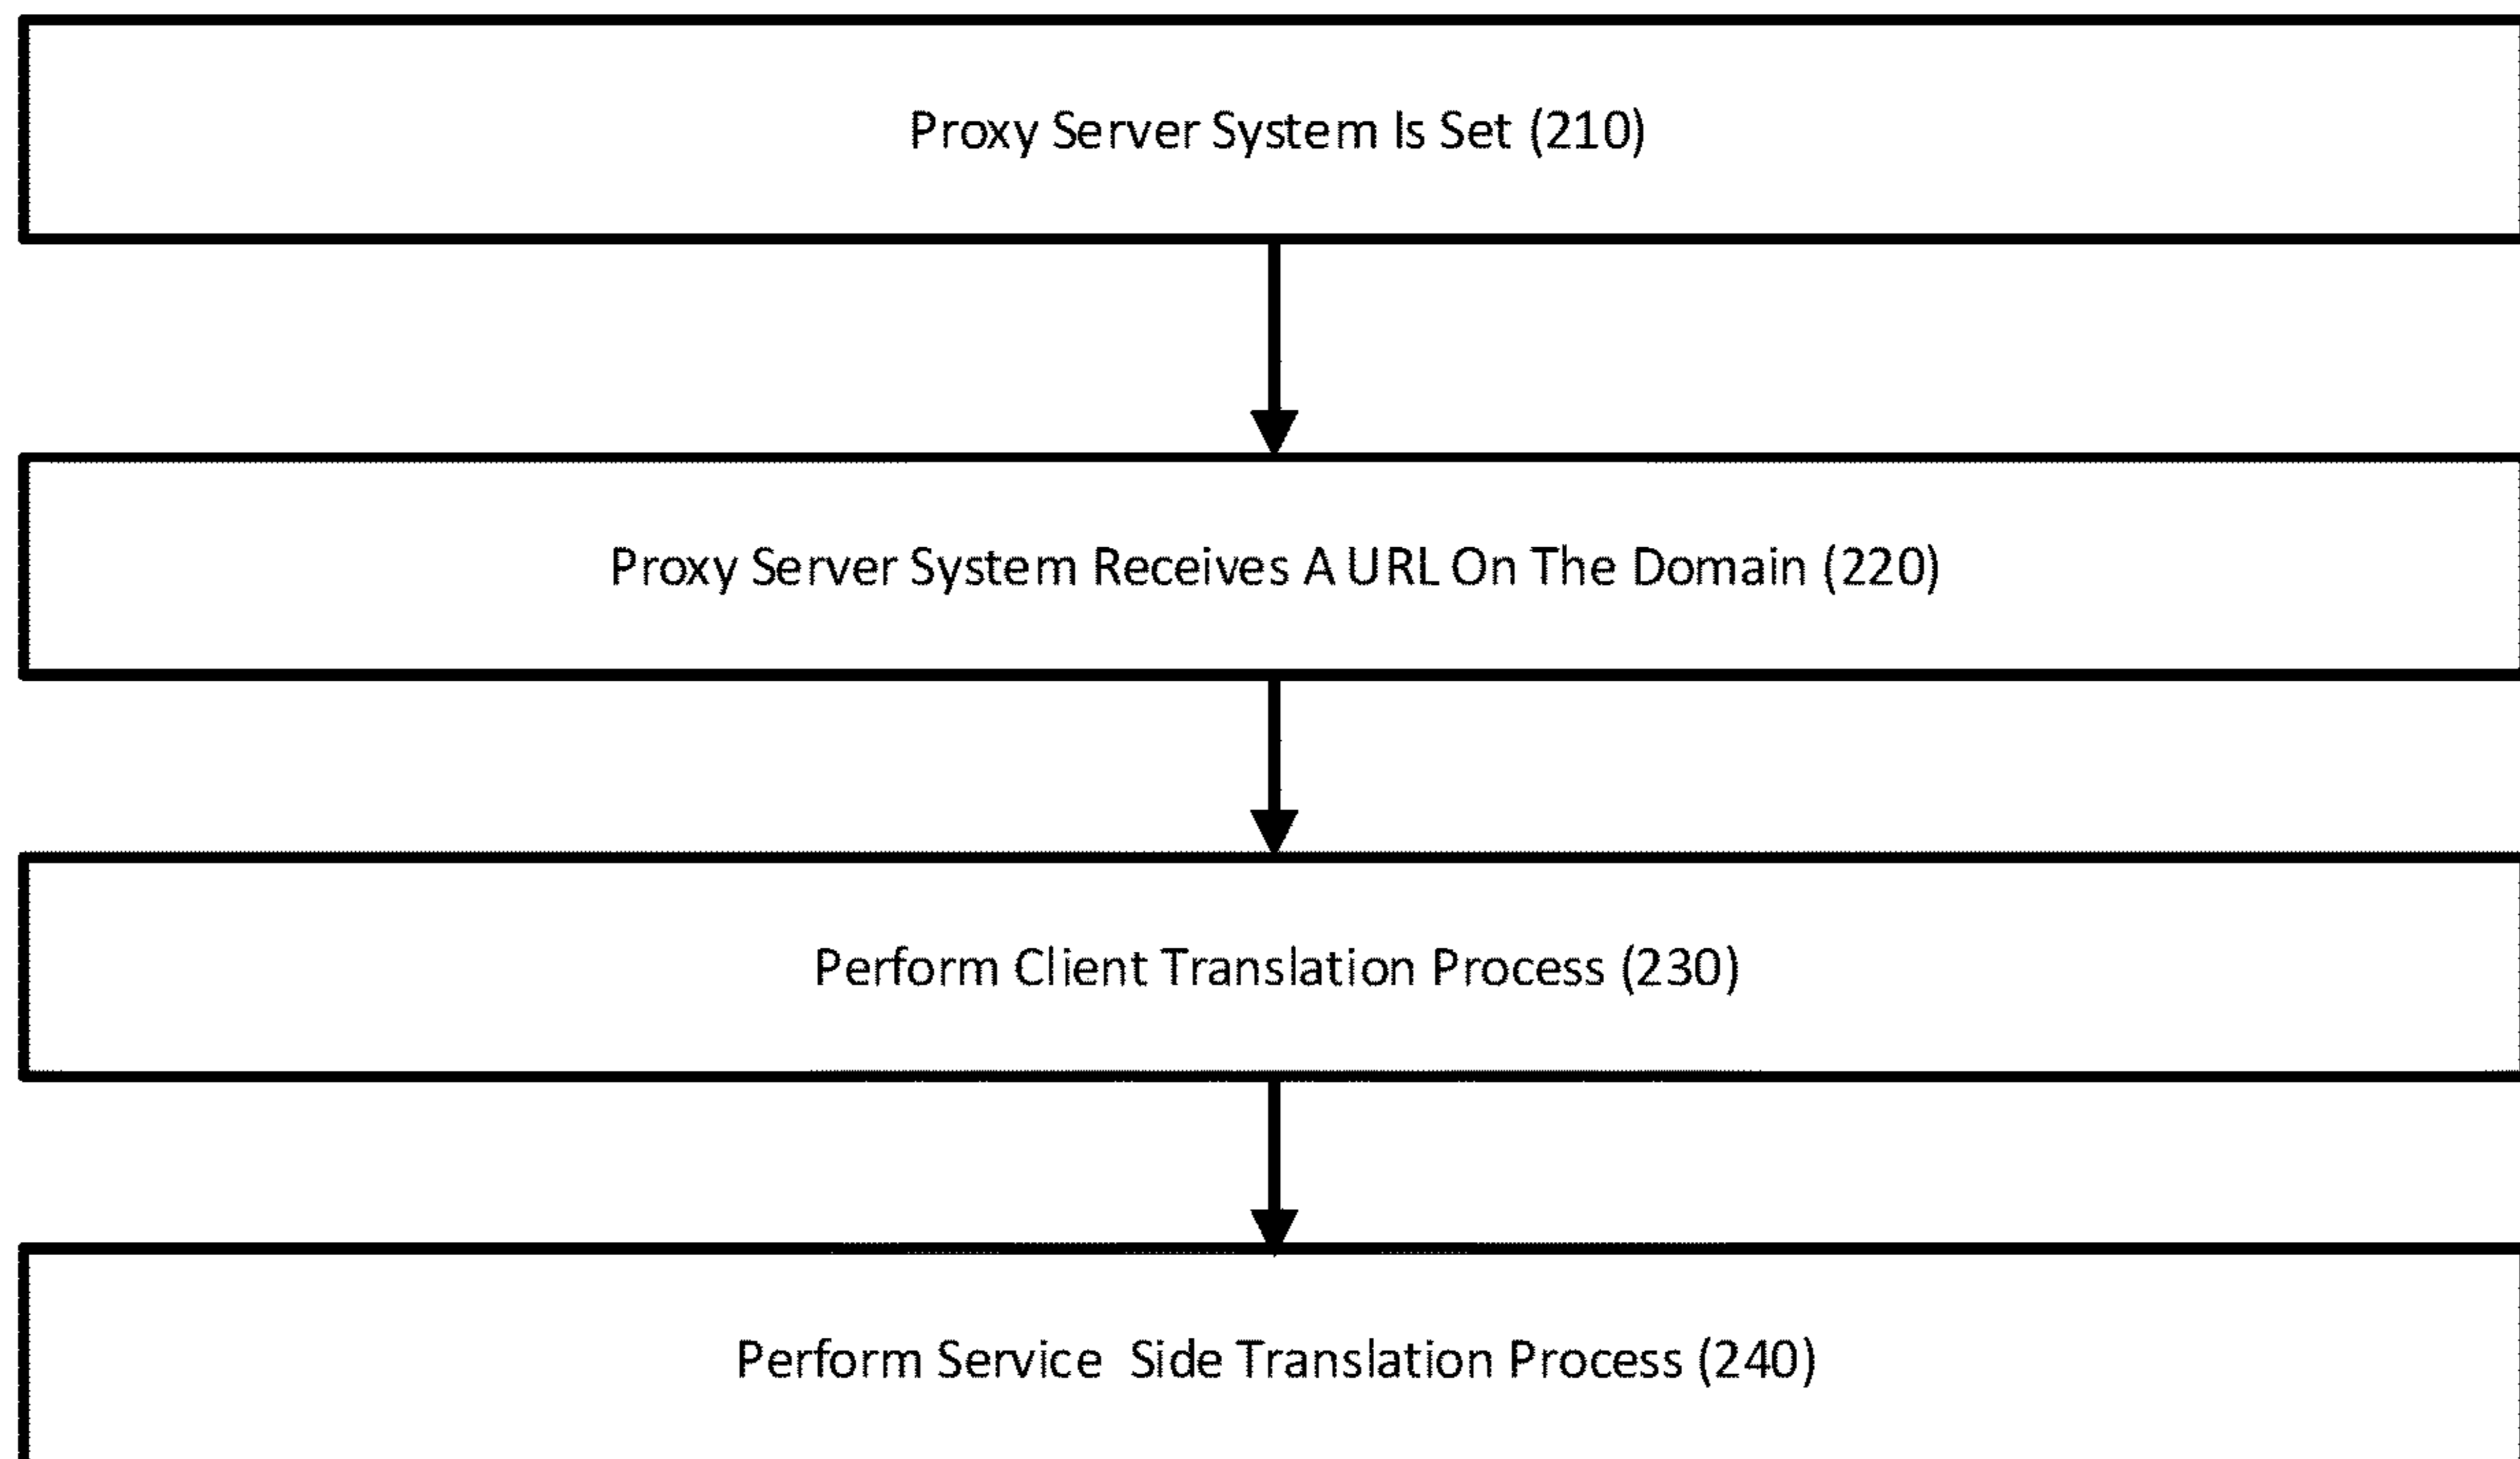 Proxy Server System Is Set (210)
Proxy Server System Receives A URL On The Domain (220)
Perform Client Translation Process (230)
Perform Service Side Translation Process (240)